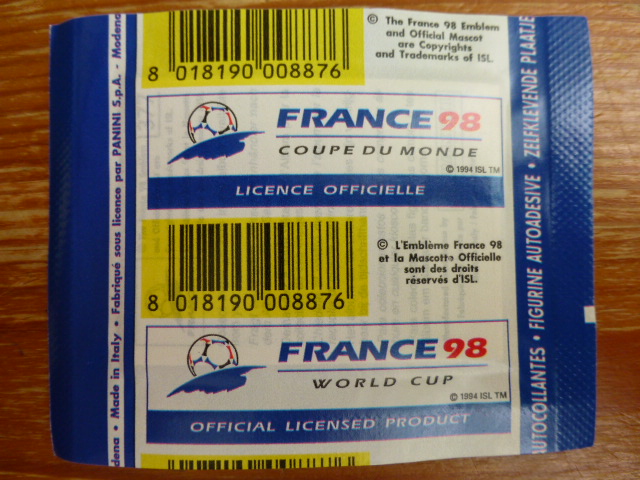 © The France 98 Emblem
and Official Mascot
are Copyrights
and Trademarks of ISL.
8 018190 008876
FRANCE 98
COUPE DU MONDE
© 1994 ISL TM
LICENCE OFFICIELLE
© L'Emblème France 98
et la Mascotte Officielle
sont des droits
réservés d'ISL.
8 018190 008876
FRANCE 98
WORLD CUP
© 1994 ISL TM
OFFICIAL LICENSED PRODUCT
dena • Made in Italy • Fabriqué sous licence par PANINI S.p.A. - Modena
UTOCOLLANTES • FIGURINE AUTOADESIVE • ZELFKLEVENDE PLAATJE